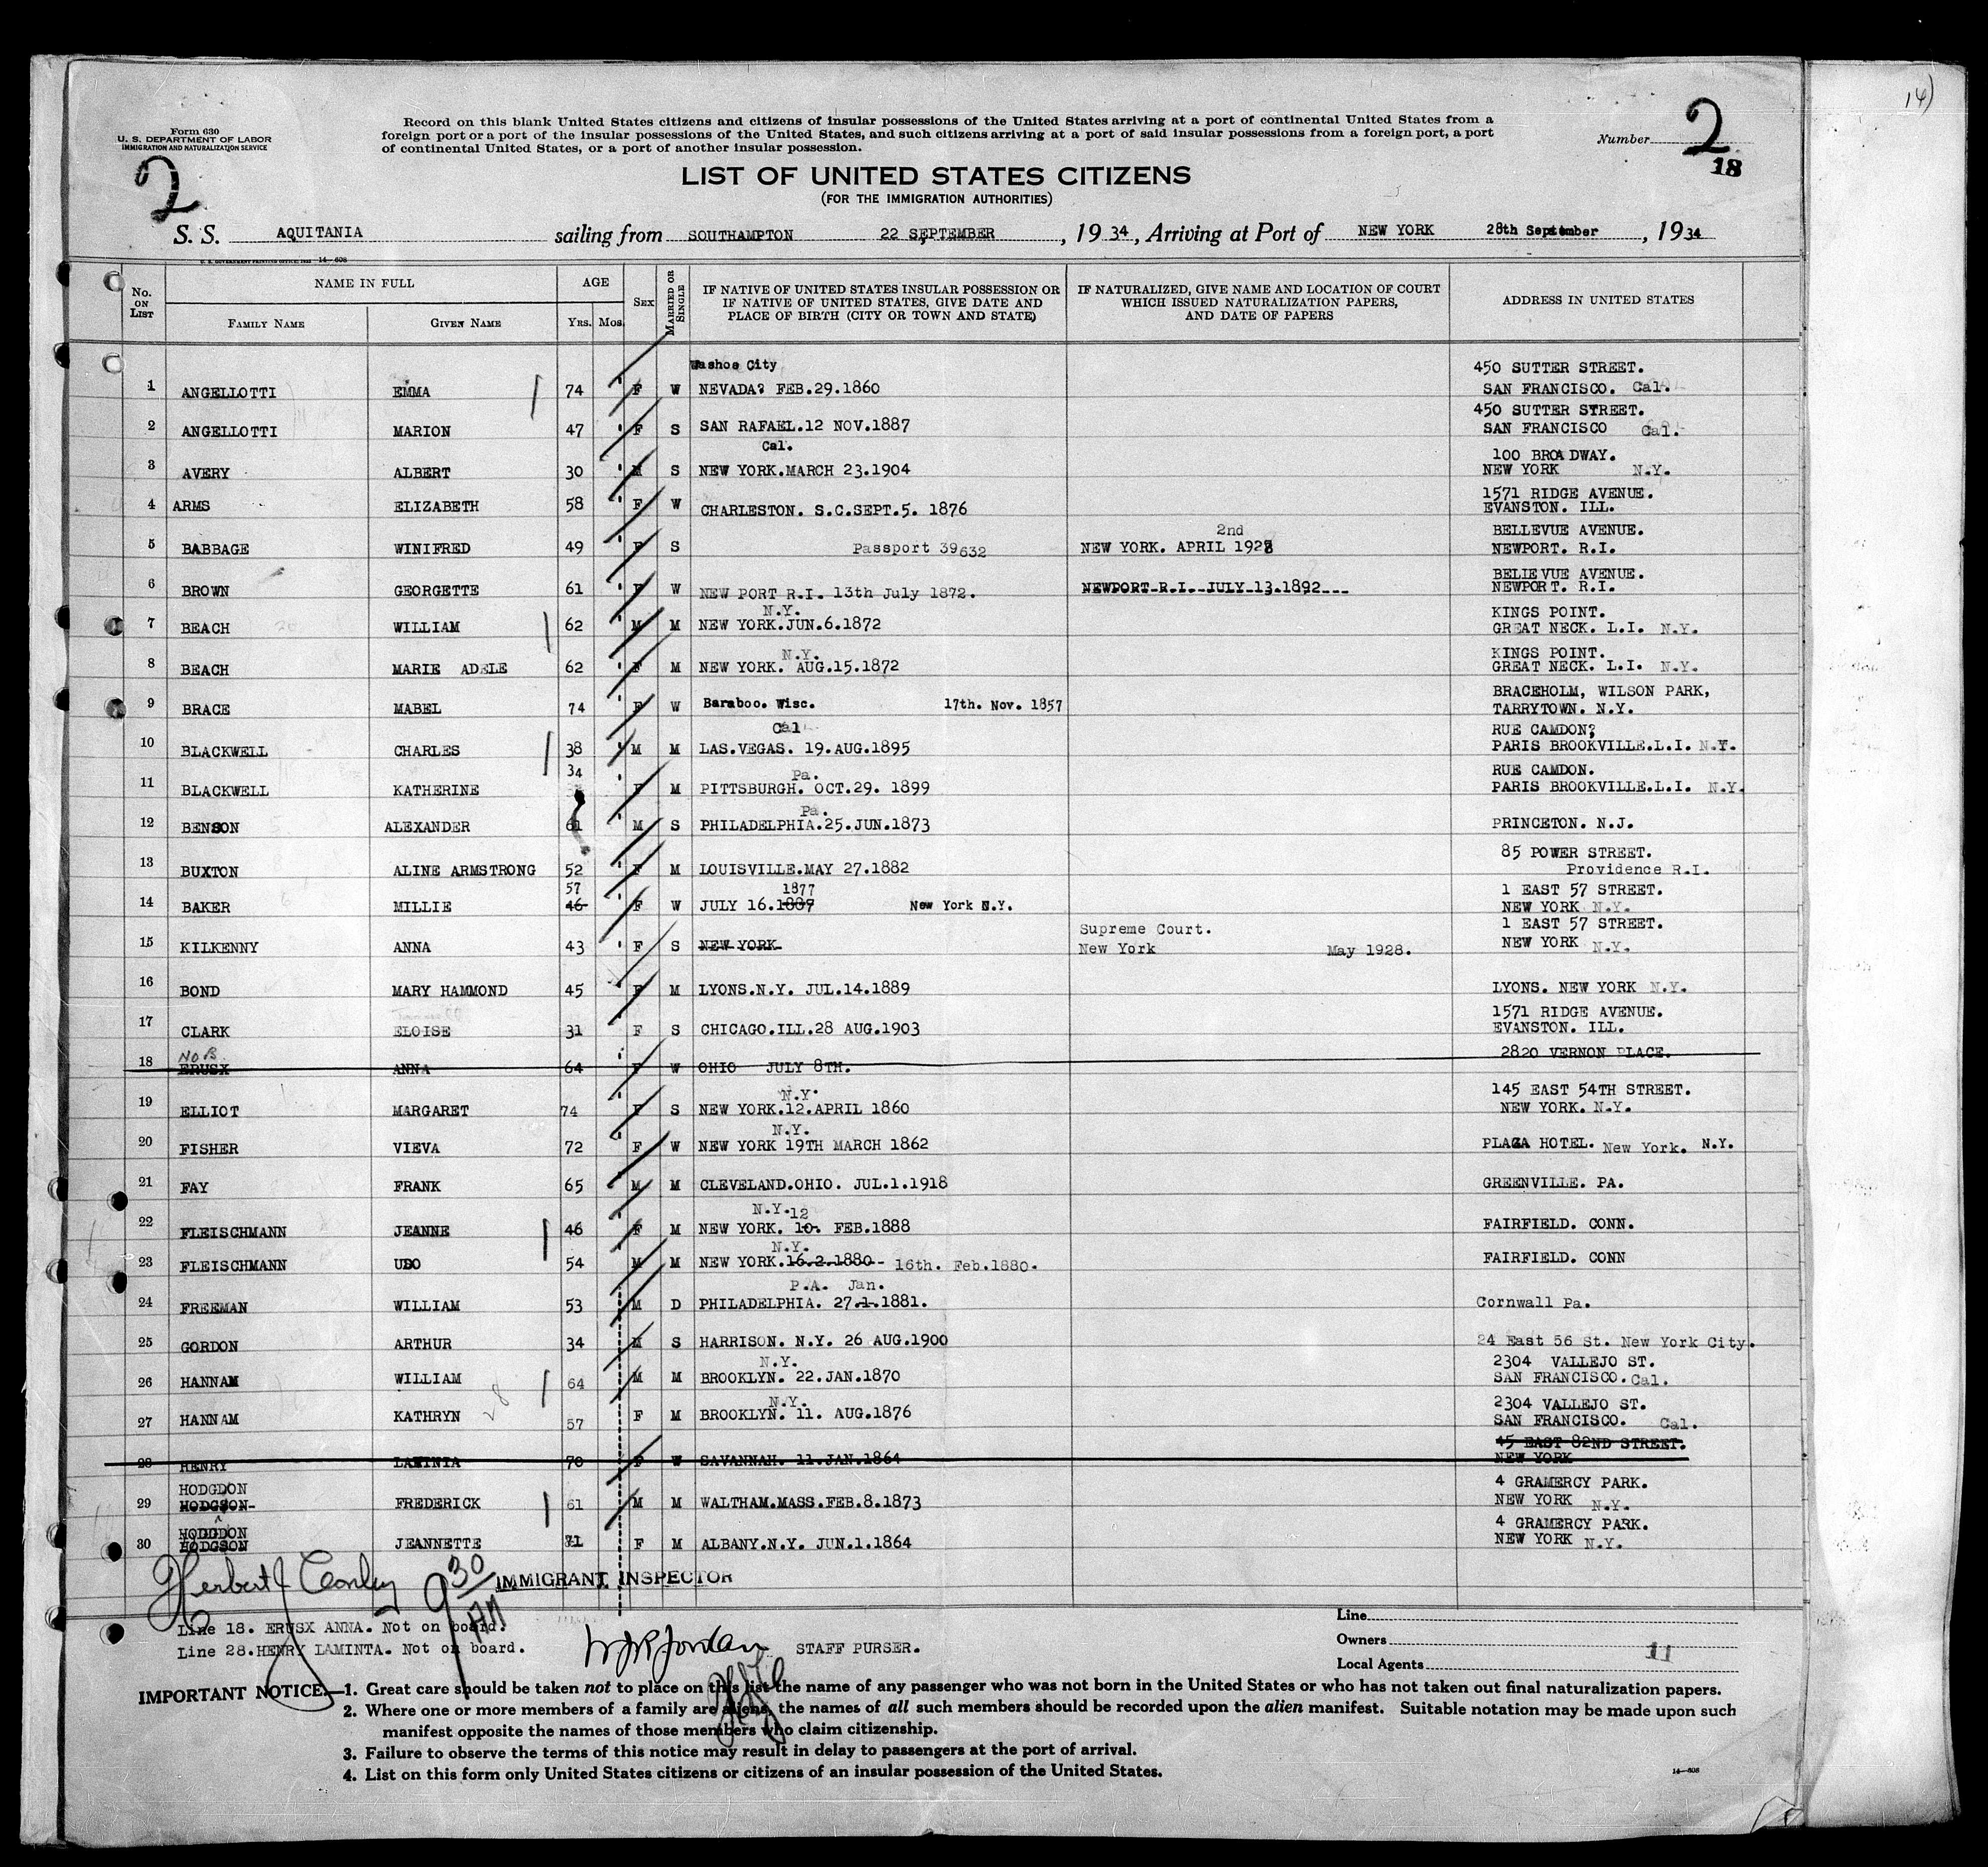 14)
Form 630
U. S. DEPARTMENT OF LABOR
IMMIGRATION AND NATURALIZATION SERVICE
2
Record on this blank United States citizens and citizens of insular possessions of the United States arriving at a port of continental United States from a
foreign port or a port of the insular possessions of the United States, and such citizens arriving at a port of said insular possessions from a foreign port, a port
of continental United States, or a port of another insular possession.
Number 2
18
LIST OF UNITED STATES CITIZENS
(FOR THE IMMIGRATION AUTHORITIES)
S. S. AQUITANIA sailing from SOUTHAMPTON 22 SEPTEMBER, 1934, Arriving at Port of NEW YORK 28th September, 1934
U. S. GOVERNMENT PRINTING OFFICE: 14—608
No. ON LIST NAME IN FULL AGE SEX MARRIED OR SINGLE IF NATIVE OF UNITED STATES INSULAR POSSESSION OR IF NATIVE OF UNITED STATES, GIVE DATE AND PLACE OF BIRTH (CITY OR TOWN AND STATE) IF NATURALIZED, GIVE NAME AND LOCATION OF COURT WHICH ISSUED NATURALIZATION PAPERS, AND DATE OF PAPERS ADDRESS IN UNITED STATES
FAMILY NAME GIVEN NAME YRS. MOS.
Washoe City 450 SUTTER STREET.
1 ANGELLOTTI EMMA 74 F W NEVADA? FEB.29.1860 SAN FRANCISCO. Cal.
450 SUTTER STREET.
2 ANGELLOTTI MARION 47 F S SAN RAFAEL.12 NOV.1887 SAN FRANCISCO Cal.
Cal.
100 BROADWAY.
3 AVERY ALBERT 30 M S NEW YORK.MARCH 23.1904 NEW YORK N.Y.
1571 RIDGE AVENUE.
4 ARMS ELIZABETH 58 F W CHARLESTON. S.C.SEPT.5. 1876 EVANSTON. ILL.
2nd BELLEVUE AVENUE.
5 BABBAGE WINIFRED 49 F S Passport 39632 NEW YORK. APRIL 1928 NEWPORT. R.I.
BELIEVUE AVENUE.
6 BROWN GEORGETTE 61 F W NEW PORT R.I. 13th July 1872. NEWPORT R.I. JULY 13.1892 NEWPORT. R.I.
N.Y. KINGS POINT.
7 BEACH WILLIAM 62 M M NEW YORK.JUN.6.1872 GREAT NECK. L.I. N.Y.
N.Y. KINGS POINT.
8 BEACH MARIE ADELE 62 F M NEW YORK. AUG.15.1872 GREAT NECK. L.I. N.Y.
BRACEHOLM, WILSON PARK,
9 BRACE MABEL 74 F W Baraboo. Wisc. 17th. Nov. 1857 TARRYTOWN. N.Y.
Cal RUE CAMDON?
10 BLACKWELL CHARLES 38 M M LAS.VEGAS. 19.AUG.1895 PARIS BROOKVILLE.L.I. N.Y.
34 Pa. RUE CAMDON.
11 BLACKWELL KATHERINE F M PITTSBURGH. OCT.29. 1899 PARIS BROOKVILLE.L.I. N.Y.
Pa.
12 BENSON ALEXANDER 61 M S PHILADELPHIA.25.JUN.1873 PRINCETON. N.J.
85 POWER STREET.
13 BUXTON ALINE ARMSTRONG 52 F M LOUISVILLE.MAY 27.1882 Providence R.I.
57 1877 1 EAST 57 STREET.
14 BAKER MILLIE 46 F W JULY 16.1887 New York N.Y. NEW YORK N.Y.
Supreme Court. 1 EAST 57 STREET.
15 KILKENNY ANNA 43 F S NEW YORK New York May 1928. NEW YORK N.Y.
16 BOND MARY HAMMOND 45 F M LYONS.N.Y. JUL.14.1889 LYONS. NEW YORK N.Y.
1571 RIDGE AVENUE.
17 CLARK ELOISE 31 F S CHICAGO.ILL.28 AUG.1903 EVANSTON. ILL.
NOB
18 ERUSX ANNA 64 F W OHIO JULY 8TH. 2820 VERNON PLACE.
N.Y. 145 EAST 54TH STREET.
19 ELLIOT MARGARET 74 F S NEW YORK.12.APRIL 1860 NEW YORK. N.Y.
N.Y.
20 FISHER VIEVA 72 F W NEW YORK 19TH MARCH 1862 PLAZA HOTEL. New York. N.Y.
21 FAY FRANK 65 M M CLEVELAND.OHIO. JUL.1.1918 GREENVILLE. PA.
N.Y. 12
22 FLEISCHMANN JEANNE 46 F M NEW YORK. 10. FEB.1888 FAIRFIELD. CONN.
N.Y.
23 FLEISCHMANN UDO 54 M M NEW YORK.16.2.1880- 16th. Feb.1880. FAIRFIELD. CONN
P.A. Jan.
24 FREEMAN WILLIAM 53 M D PHILADELPHIA. 27.1.1881. Cornwall Pa.
25 GORDON ARTHUR 34 M S HARRISON. N.Y. 26 AUG.1900 24 East 56 St. New York City.
N.Y. 2304 VALLEJO ST.
26 HANNAM WILLIAM 64 M M BROOKLYN. 22.JAN.1870 SAN FRANCISCO.Cal.
N.Y. 2304 VALLEJO ST.
27 HANNAM KATHRYN 28 57 F M BROOKLYN. 11. AUG.1876 SAN FRANCISCO. Cal.
45 EAST 82ND STREET.
28 HENRY LAMINIA 70 F W SAVANNAH. 11.JAN.1864 NEW YORK
HODGDON 4 GRAMERCY PARK.
29 HODGSON- FREDERICK 61 M M WALTHAM.MASS.FEB.8.1873 NEW YORK N.Y.
HODGDON 4 GRAMERCY PARK.
30 HODGSON JEANNETTE 71 F M ALBANY.N.Y. JUN.1.1864 NEW YORK N.Y.
Herbert J 9 30/AM IMMIGRANT INSPECTOR
Line 18. ERUSX ANNA. Not on board.
Line 28.HENRY LAMINTA. Not on board.
Jordan STAFF PURSER.
Line
Owners 11
Local Agents
IMPORTANT NOTICE.—1. Great care should be taken not to place on this list the name of any passenger who was not born in the United States or who has not taken out final naturalization papers.
2. Where one or more members of a family are aliens, the names of all such members should be recorded upon the alien manifest. Suitable notation may be made upon such
manifest opposite the names of those members who claim citizenship.
3. Failure to observe the terms of this notice may result in delay to passengers at the port of arrival.
4. List on this form only United States citizens or citizens of an insular possession of the United States.
14—608